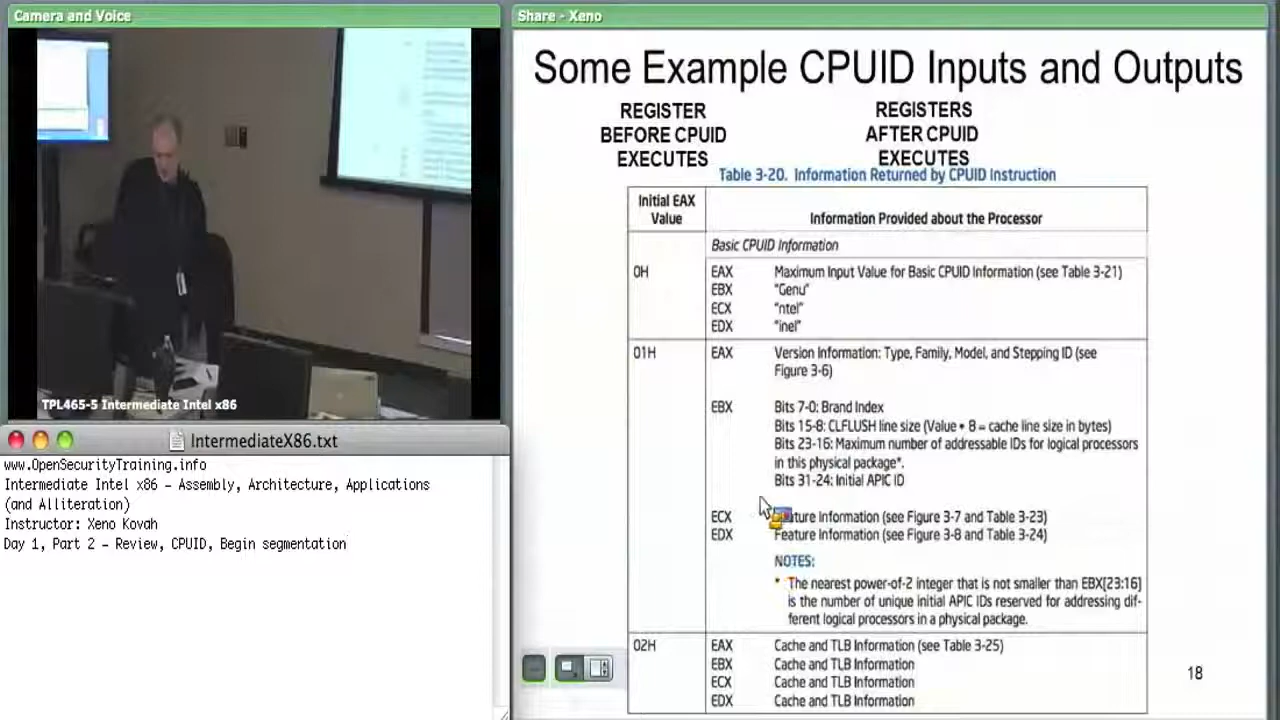 Camera and Voice
TPL465-5 Intermediate Intel x86
IntermediateX86.txt
www.OpenSecurityTraining.info
Intermediate Intel x86 – Assembly, Architecture, Applications
(and Alliteration)
Instructor: Xeno Kovah
Day 1, Part 2 – Review, CPUID, Begin segmentation
Share - Xeno
Some Example CPUID Inputs and Outputs
REGISTER
BEFORE CPUID
EXECUTES
REGISTERS
AFTER CPUID
EXECUTES
Table 3-20. Information Returned by CPUID Instruction
Initial EAX
Value
Information Provided about the Processor
Basic CPUID Information
0H
EAX Maximum Input Value for Basic CPUID Information (see Table 3-21)
EBX "Genu"
ECX "ntel"
EDX "ineI"
01H
EAX Version Information: Type, Family, Model, and Stepping ID (see
Figure 3-6)
EBX Bits 7-0: Brand Index
Bits 15-8: CLFLUSH line size (Value * 8 = cache line size in bytes)
Bits 23-16: Maximum number of addressable IDs for logical processors
in this physical package*.
Bits 31-24: Initial APIC ID
ECX Feature Information (see Figure 3-7 and Table 3-23)
EDX Feature Information (see Figure 3-8 and Table 3-24)
NOTES:
* The nearest power-of-2 integer that is not smaller than EBX[23:16]
is the number of unique initial APIC IDs reserved for addressing dif-
ferent logical processors in a physical package.
02H
EAX Cache and TLB Information (see Table 3-25)
EBX Cache and TLB Information
ECX Cache and TLB Information
EDX Cache and TLB Information
18